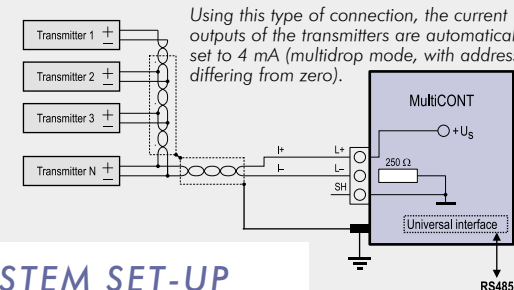 Using this type of connection, the current
outputs of the transmitters are automatical
set to 4 mA (multidrop mode, with address
differing from zero).
Transmitter 1 + –
Transmitter 2 + –
Transmitter 3 + –
Transmitter N + –
I+
I–
L+
L–
SH
MultiCONT
+Us
250 Ω
Universal interface
RS485
STEM SET-UP